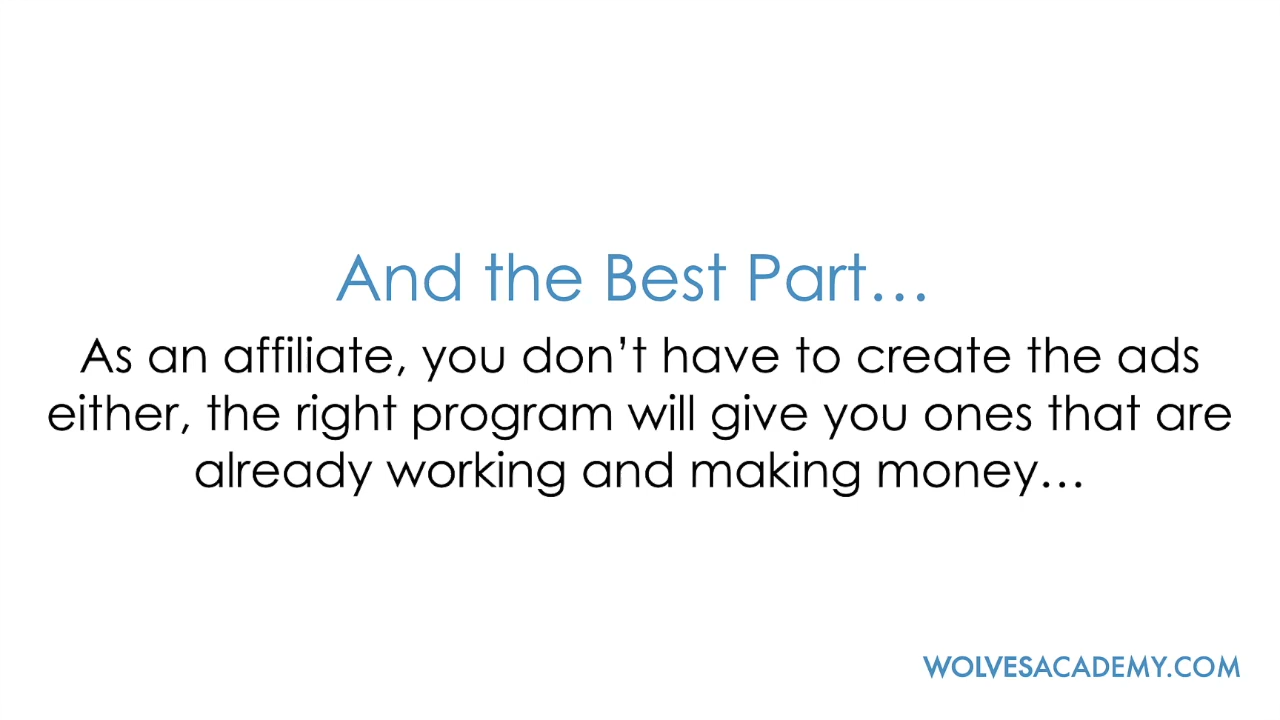 And the Best Part…
As an affiliate, you don’t have to create the ads
either, the right program will give you ones that are
already working and making money…
WOLVESACADEMY.COM